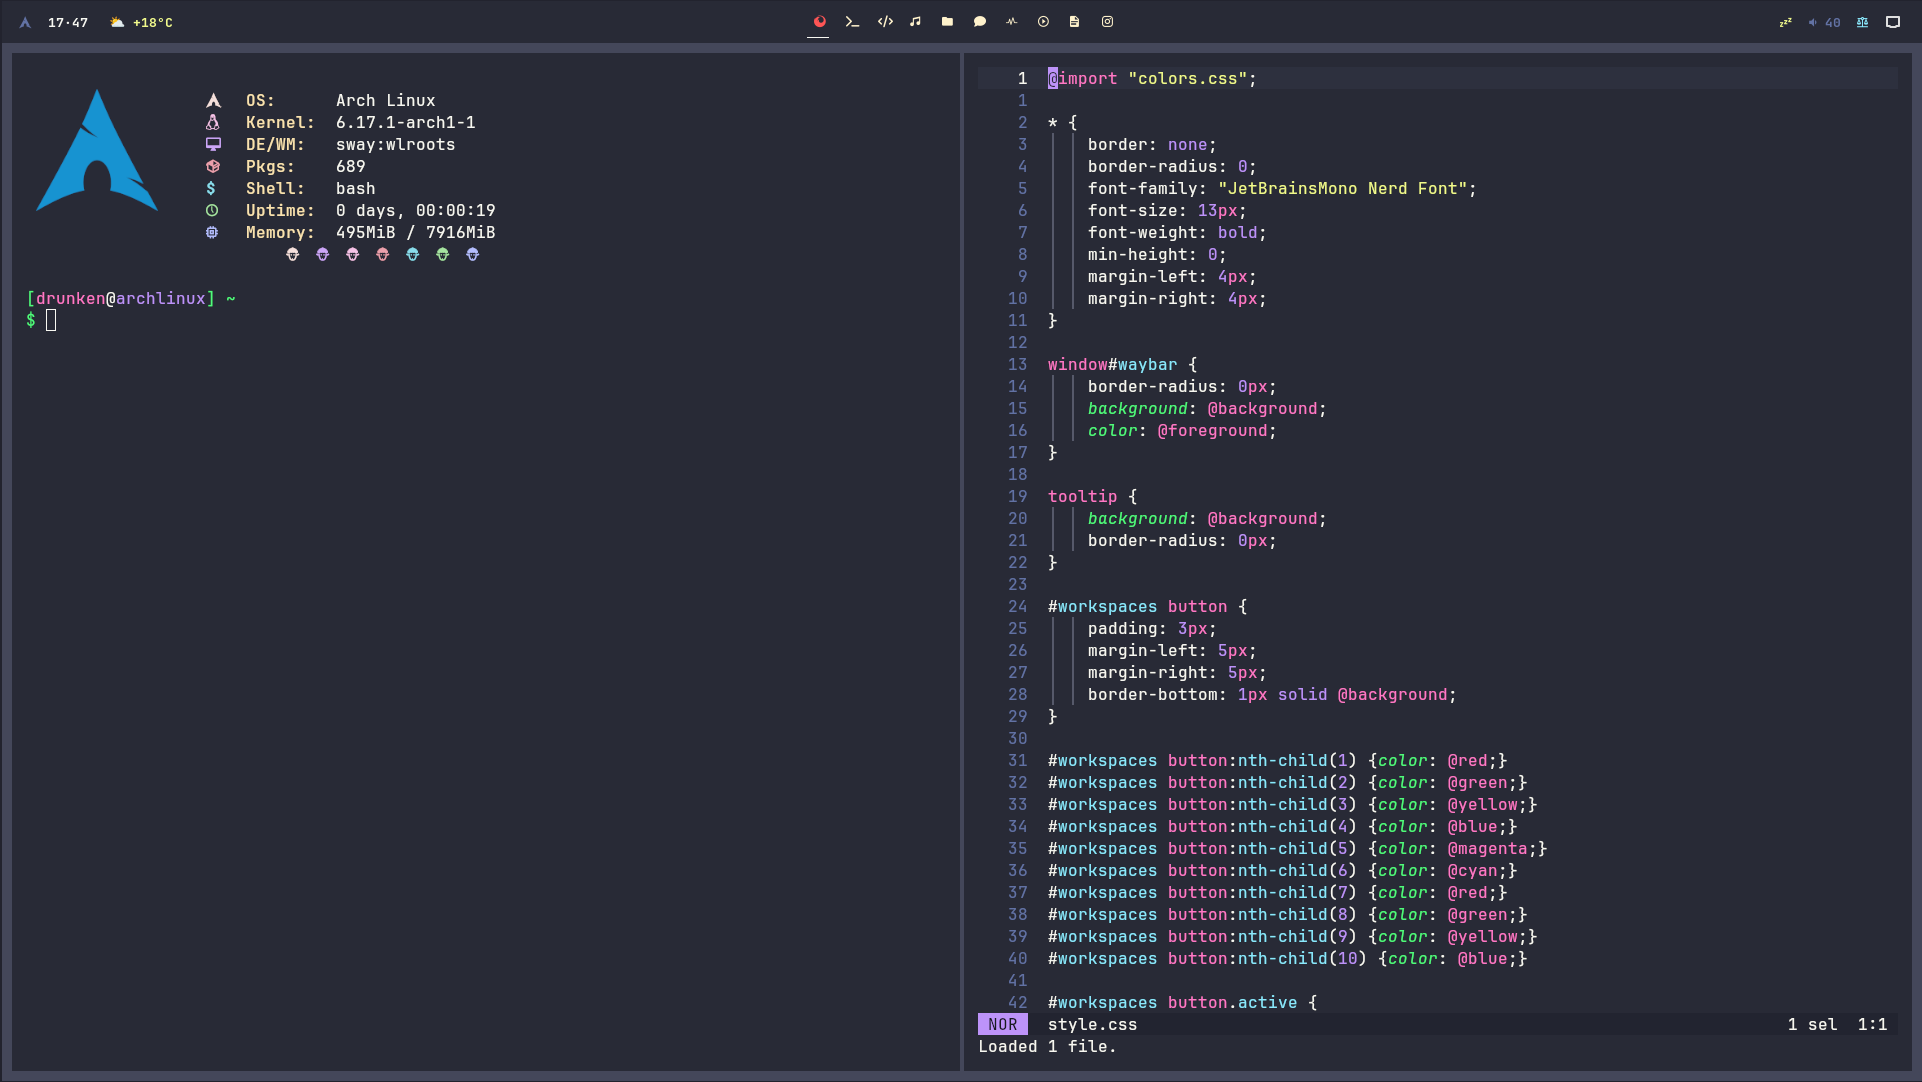 17·47 +18°C
zzz 40
OS: Arch Linux
Kernel: 6.17.1-arch1-1
DE/WM: sway:wlroots
Pkgs: 689
$ Shell: bash
Uptime: 0 days, 00:00:19
Memory: 495MiB / 7916MiB
[drunken@archlinux] ~
$
1 @import "colors.css";
1
2 * {
3 border: none;
4 border-radius: 0;
5 font-family: "JetBrainsMono Nerd Font";
6 font-size: 13px;
7 font-weight: bold;
8 min-height: 0;
9 margin-left: 4px;
10 margin-right: 4px;
11 }
12
13 window#waybar {
14 border-radius: 0px;
15 background: @background;
16 color: @foreground;
17 }
18
19 tooltip {
20 background: @background;
21 border-radius: 0px;
22 }
23
24 #workspaces button {
25 padding: 3px;
26 margin-left: 5px;
27 margin-right: 5px;
28 border-bottom: 1px solid @background;
29 }
30
31 #workspaces button:nth-child(1) {color: @red;}
32 #workspaces button:nth-child(2) {color: @green;}
33 #workspaces button:nth-child(3) {color: @yellow;}
34 #workspaces button:nth-child(4) {color: @blue;}
35 #workspaces button:nth-child(5) {color: @magenta;}
36 #workspaces button:nth-child(6) {color: @cyan;}
37 #workspaces button:nth-child(7) {color: @red;}
38 #workspaces button:nth-child(8) {color: @green;}
39 #workspaces button:nth-child(9) {color: @yellow;}
40 #workspaces button:nth-child(10) {color: @blue;}
41
42 #workspaces button.active {
NOR style.css 1 sel 1:1
Loaded 1 file.